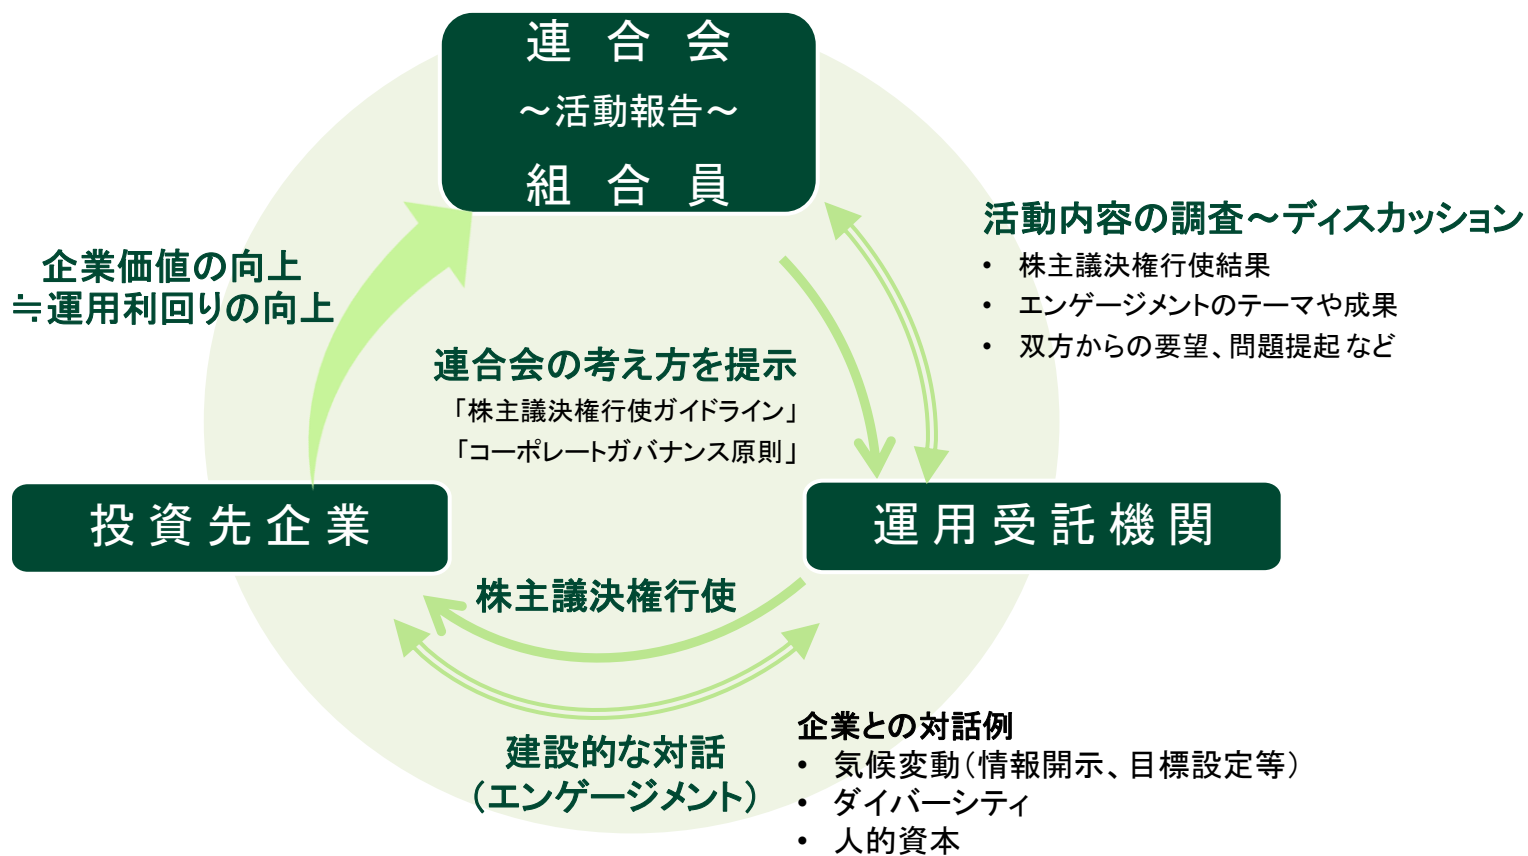 連合会
～活動報告～
組合員
活動内容の調査～ディスカッション
• 株主議決権行使結果
• エンゲージメントのテーマや成果
• 双方からの要望、問題提起など
企業価値の向上
≒運用利回りの向上
連合会の考え方を提示
「株主議決権行使ガイドライン」
「コーポレートガバナンス原則」
投資先企業
運用受託機関
株主議決権行使
建設的な対話
（エンゲージメント）
企業との対話例
• 気候変動（情報開示、目標設定等）
• ダイバーシティ
• 人的資本